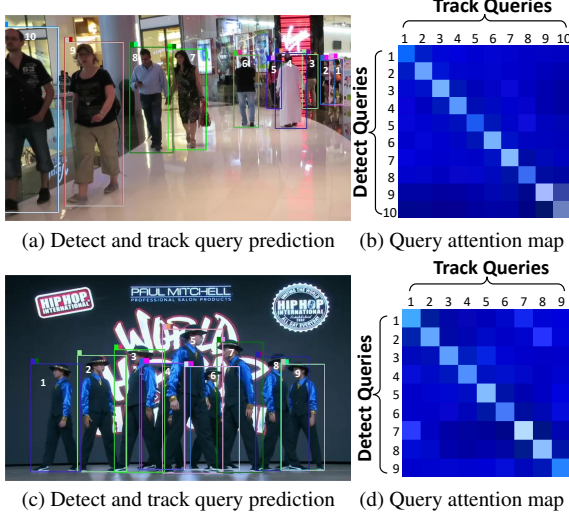 10
9
8
7
6
5
4
3
2
1
Track Queries
1 2 3 4 5 6 7 8 9 10
Detect Queries
1
2
3
4
5
6
7
8
9
10
(a) Detect and track query prediction
(b) Query attention map
HIP HOP
INTERNATIONAL
PAUL MITCHELL
PROFESSIONAL SALON PRODUCTS
UNITING THE WORLD
HIP HOP
INTERNATIONAL
WORLD
1
2
3
4
5
6
7
8
9
Track Queries
1 2 3 4 5 6 7 8 9
Detect Queries
1
2
3
4
5
6
7
8
9
(c) Detect and track query prediction
(d) Query attention map